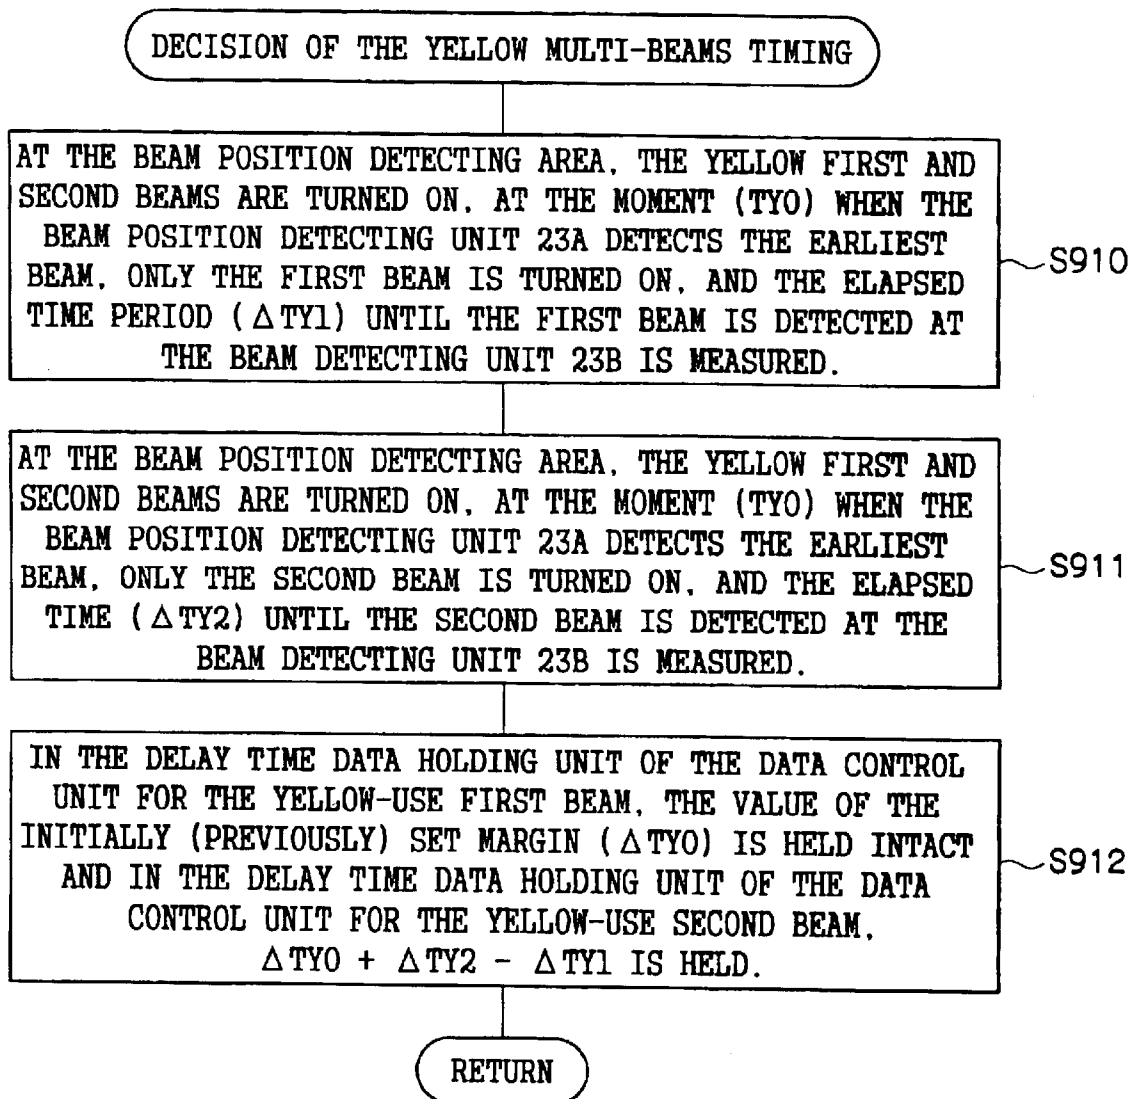 DECISION OF THE YELLOW MULTI-BEAMS TIMING
AT THE BEAM POSITION DETECTING AREA, THE YELLOW FIRST AND
SECOND BEAMS ARE TURNED ON, AT THE MOMENT (TY0) WHEN THE
BEAM POSITION DETECTING UNIT 23A DETECTS THE EARLIEST
BEAM, ONLY THE FIRST BEAM IS TURNED ON, AND THE ELAPSED
TIME PERIOD (△TY1) UNTIL THE FIRST BEAM IS DETECTED AT
THE BEAM DETECTING UNIT 23B IS MEASURED.
S910
AT THE BEAM POSITION DETECTING AREA, THE YELLOW FIRST AND
SECOND BEAMS ARE TURNED ON, AT THE MOMENT (TY0) WHEN THE
BEAM POSITION DETECTING UNIT 23A DETECTS THE EARLIEST
BEAM, ONLY THE SECOND BEAM IS TURNED ON, AND THE ELAPSED
TIME (△TY2) UNTIL THE SECOND BEAM IS DETECTED AT THE
BEAM DETECTING UNIT 23B IS MEASURED.
S911
IN THE DELAY TIME DATA HOLDING UNIT OF THE DATA CONTROL
UNIT FOR THE YELLOW-USE FIRST BEAM, THE VALUE OF THE
INITIALLY (PREVIOUSLY) SET MARGIN (△TY0) IS HELD INTACT
AND IN THE DELAY TIME DATA HOLDING UNIT OF THE DATA
CONTROL UNIT FOR THE YELLOW-USE SECOND BEAM,
△TY0 + △TY2 - △TY1 IS HELD.
S912
RETURN